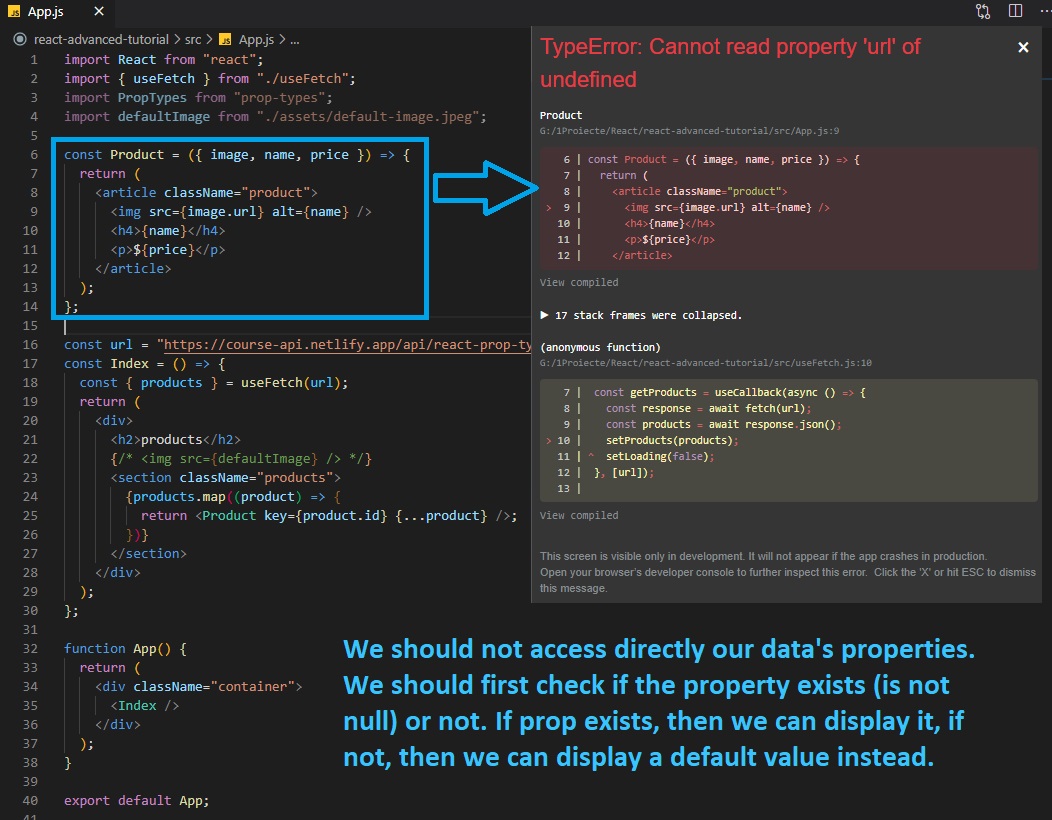 JS App.js ×
react-advanced-tutorial > src > JS App.js > ...
1 import React from "react";
2 import { useFetch } from "./useFetch";
3 import PropTypes from "prop-types";
4 import defaultImage from "./assets/default-image.jpeg";
5
6 const Product = ({ image, name, price }) => {
7 return (
8 <article className="product">
9 <img src={image.url} alt={name} />
10 <h4>{name}</h4>
11 <p>${price}</p>
12 </article>
13 );
14 };
15
16 const url = "https://course-api.netlify.app/api/react-prop-ty
17 const Index = () => {
18 const { products } = useFetch(url);
19 return (
20 <div>
21 <h2>products</h2>
22 {/* <img src={defaultImage} /> */}
23 <section className="products">
24 {products.map((product) => {
25 return <Product key={product.id} {...product} />;
26 })}
27 </section>
28 </div>
29 );
30 };
31
32 function App() {
33 return (
34 <div className="container">
35 <Index />
36 </div>
37 );
38 }
39
40 export default App;
41
TypeError: Cannot read property 'url' of
undefined
×
Product
G:/1Proiecte/React/react-advanced-tutorial/src/App.js:9
6 | const Product = ({ image, name, price }) => {
7 | return (
8 | <article className="product">
> 9 | <img src={image.url} alt={name} />
10 | <h4>{name}</h4>
11 | <p>${price}</p>
12 | </article>
View compiled
▶ 17 stack frames were collapsed.
(anonymous function)
G:/1Proiecte/React/react-advanced-tutorial/src/useFetch.js:10
7 | const getProducts = useCallback(async () => {
8 | const response = await fetch(url);
9 | const products = await response.json();
> 10 | setProducts(products);
11 | ^ setLoading(false);
12 | }, [url]);
13 |
View compiled
This screen is visible only in development. It will not appear if the app crashes in production.
Open your browser's developer console to further inspect this error. Click the 'X' or hit ESC to dismiss
this message.
We should not access directly our data's properties.
We should first check if the property exists (is not
null) or not. If prop exists, then we can display it, if
not, then we can display a default value instead.